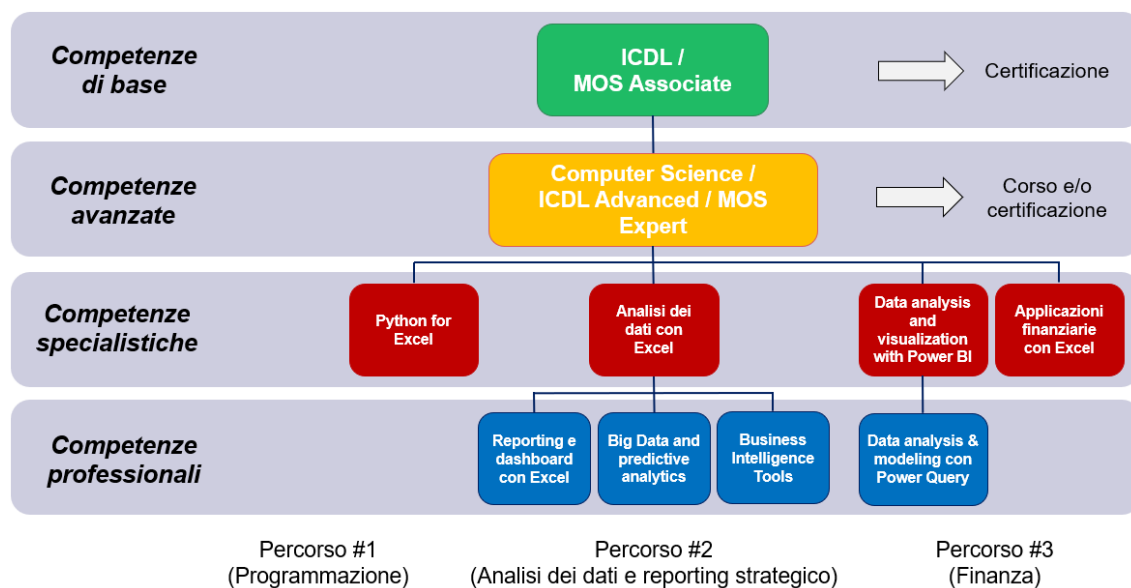 Competenze
di base
ICDL /
MOS Associate
Certificazione
Competenze
avanzate
Computer Science /
ICDL Advanced / MOS
Expert
Corso e/o
certificazione
Competenze
specialistiche
Python for
Excel
Analisi dei
dati con
Excel
Data analysis
and
visualization
with Power BI
Applicazioni
finanziarie
con Excel
Competenze
professionali
Reporting e
dashboard
con Excel
Big Data and
predictive
analytics
Business
Intelligence
Tools
Data analysis &
modeling con
Power Query
Percorso #1
(Programmazione)
Percorso #2
(Analisi dei dati e reporting strategico)
Percorso #3
(Finanza)